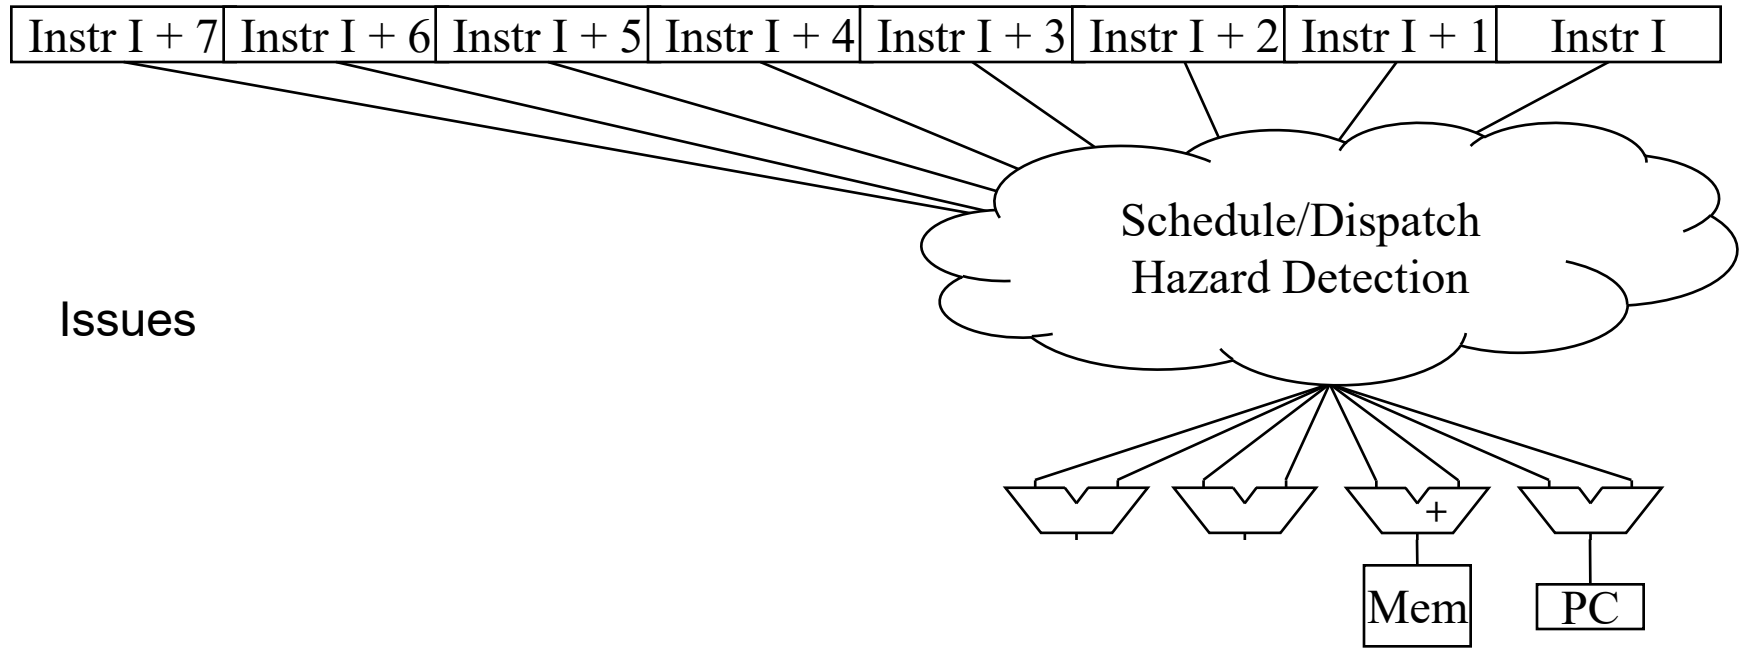 Instr I + 7 Instr I + 6 Instr I + 5 Instr I + 4 Instr I + 3 Instr I + 2 Instr I + 1 Instr I
Schedule/Dispatch
Hazard Detection
Issues
+
Mem PC